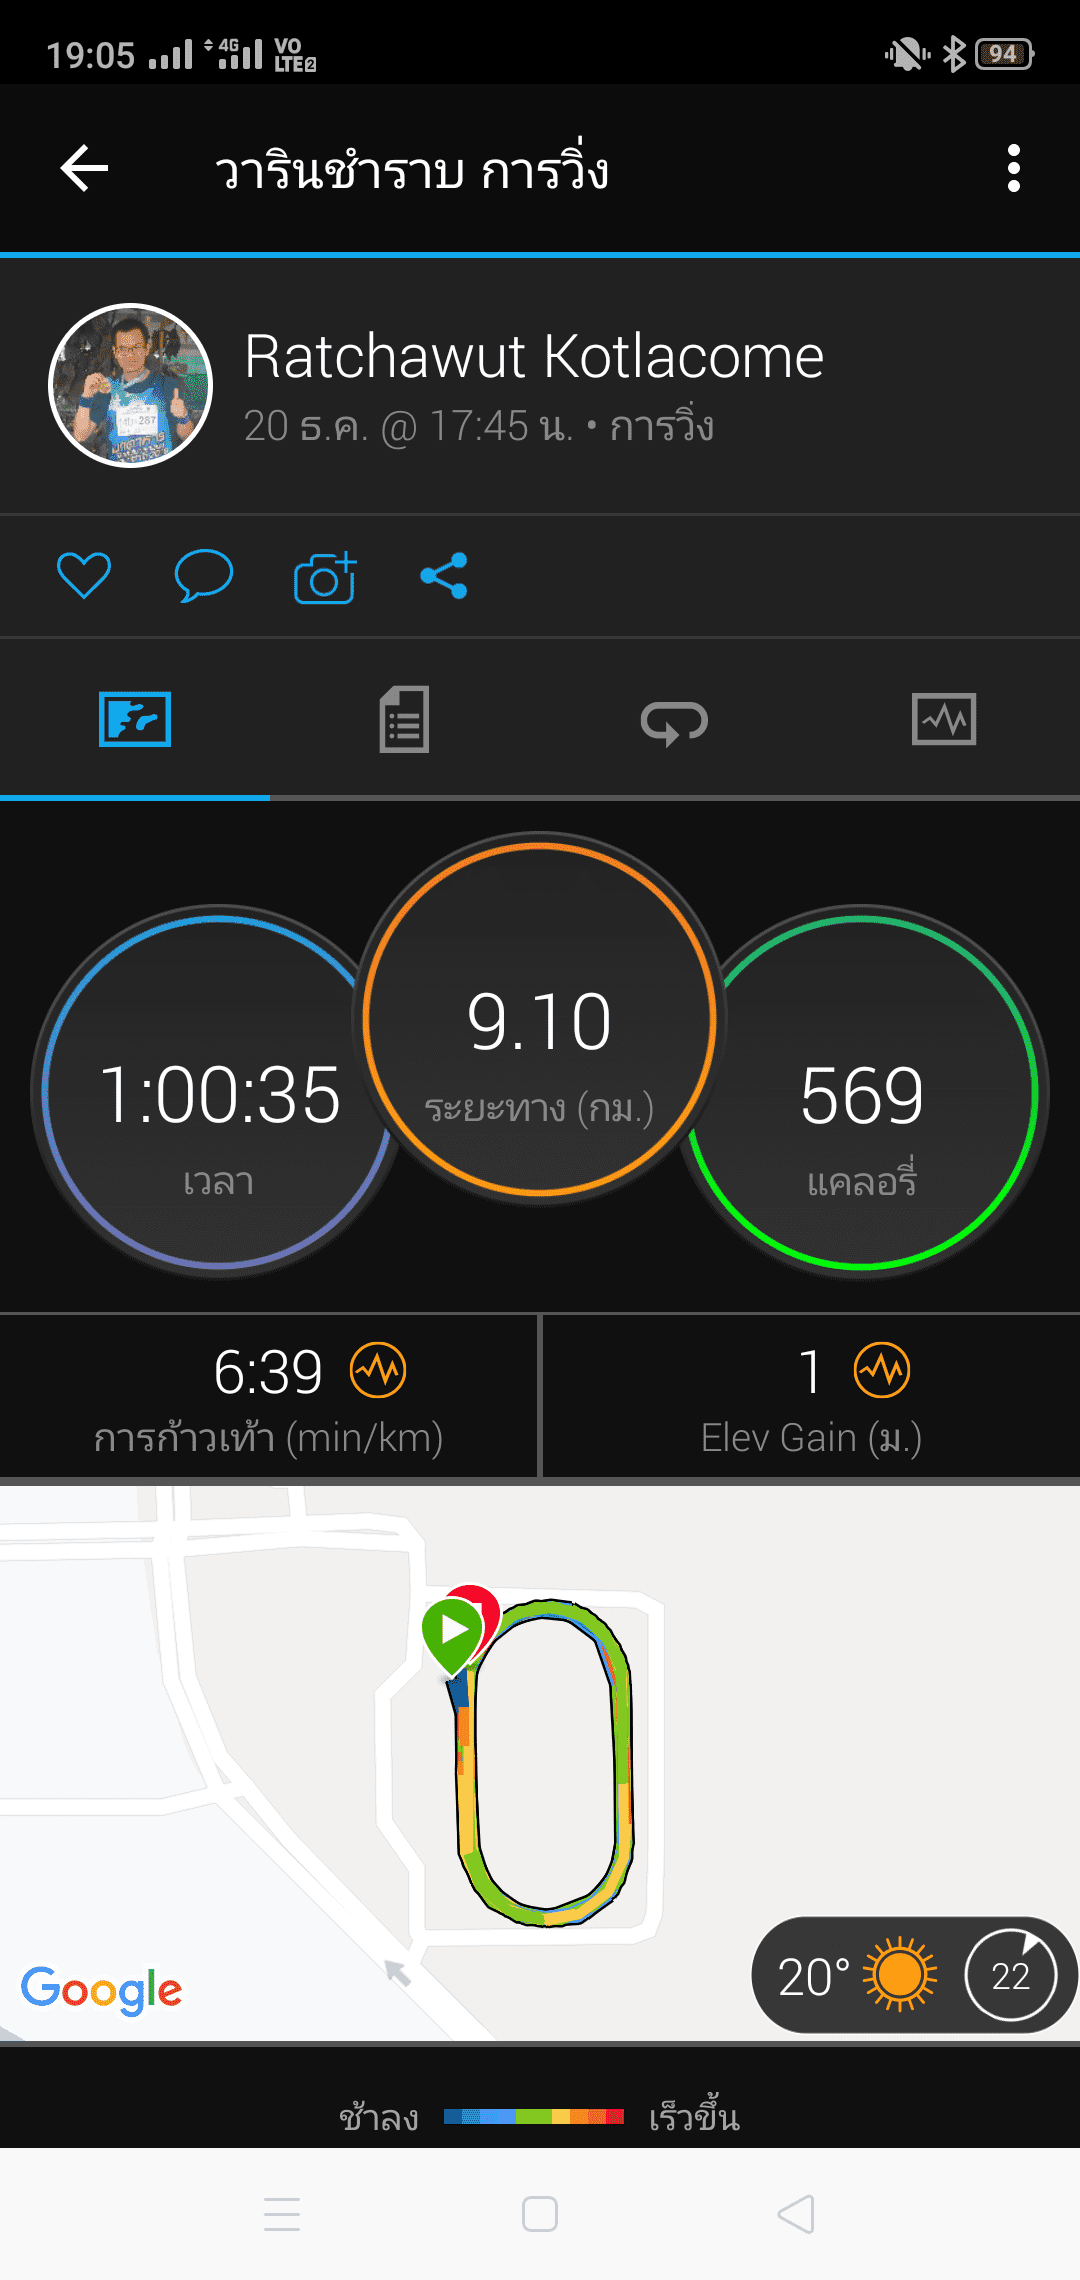 19:05 4G VO LTE2 94
วารินชำราบ การวิ่ง
Ratchawut Kotlacome
20 ธ.ค. @ 17:45 น. • การวิ่ง
9.10
ระยะทาง (กม.)
1:00:35
เวลา
569
แคลอรี่
6:39
การก้าวเท้า (min/km)
1
Elev Gain (ม.)
Google
20° 22
ช้าลง เร็วขึ้น